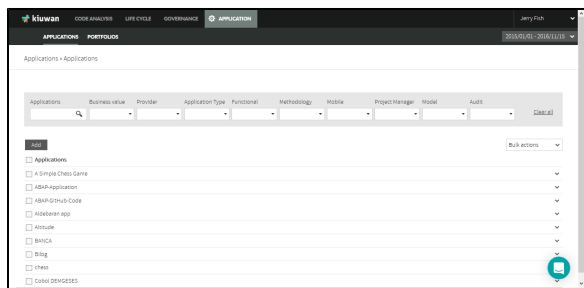 kiuwan CODE ANALYSIS LIFE CYCLE GOVERNANCE APPLICATION Jerry Fish
APPLICATIONS PORTFOLIOS 2015/01/01 - 2016/11/15
Applications » Applications
Applications Business value Provider Application Type Functional Methodology Mobile Project Manager Model Audit
Clear all
Add Bulk actions
Applications
A Simple Chess Game
ABAP-Application
ABAP-GitHub-Code
Aldebaran app
Altitude
BANCA
Bilog
chess
Cobol DEMGESES